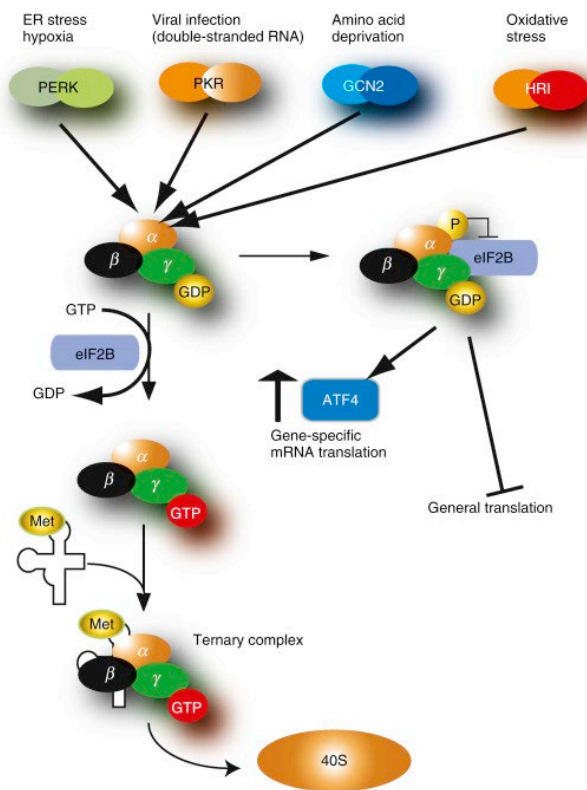 ER stress
hypoxia
Viral infection
(double-stranded RNA)
Amino acid
deprivation
Oxidative
stress
PERK
PKR
GCN2
HRI
α
β
γ
GDP
P
α
eIF2B
β
γ
GDP
GTP
eIF2B
GDP
ATF4
Gene-specific
mRNA translation
General translation
α
β
γ
GTP
Met
Met
Ternary complex
α
β
γ
GTP
40S